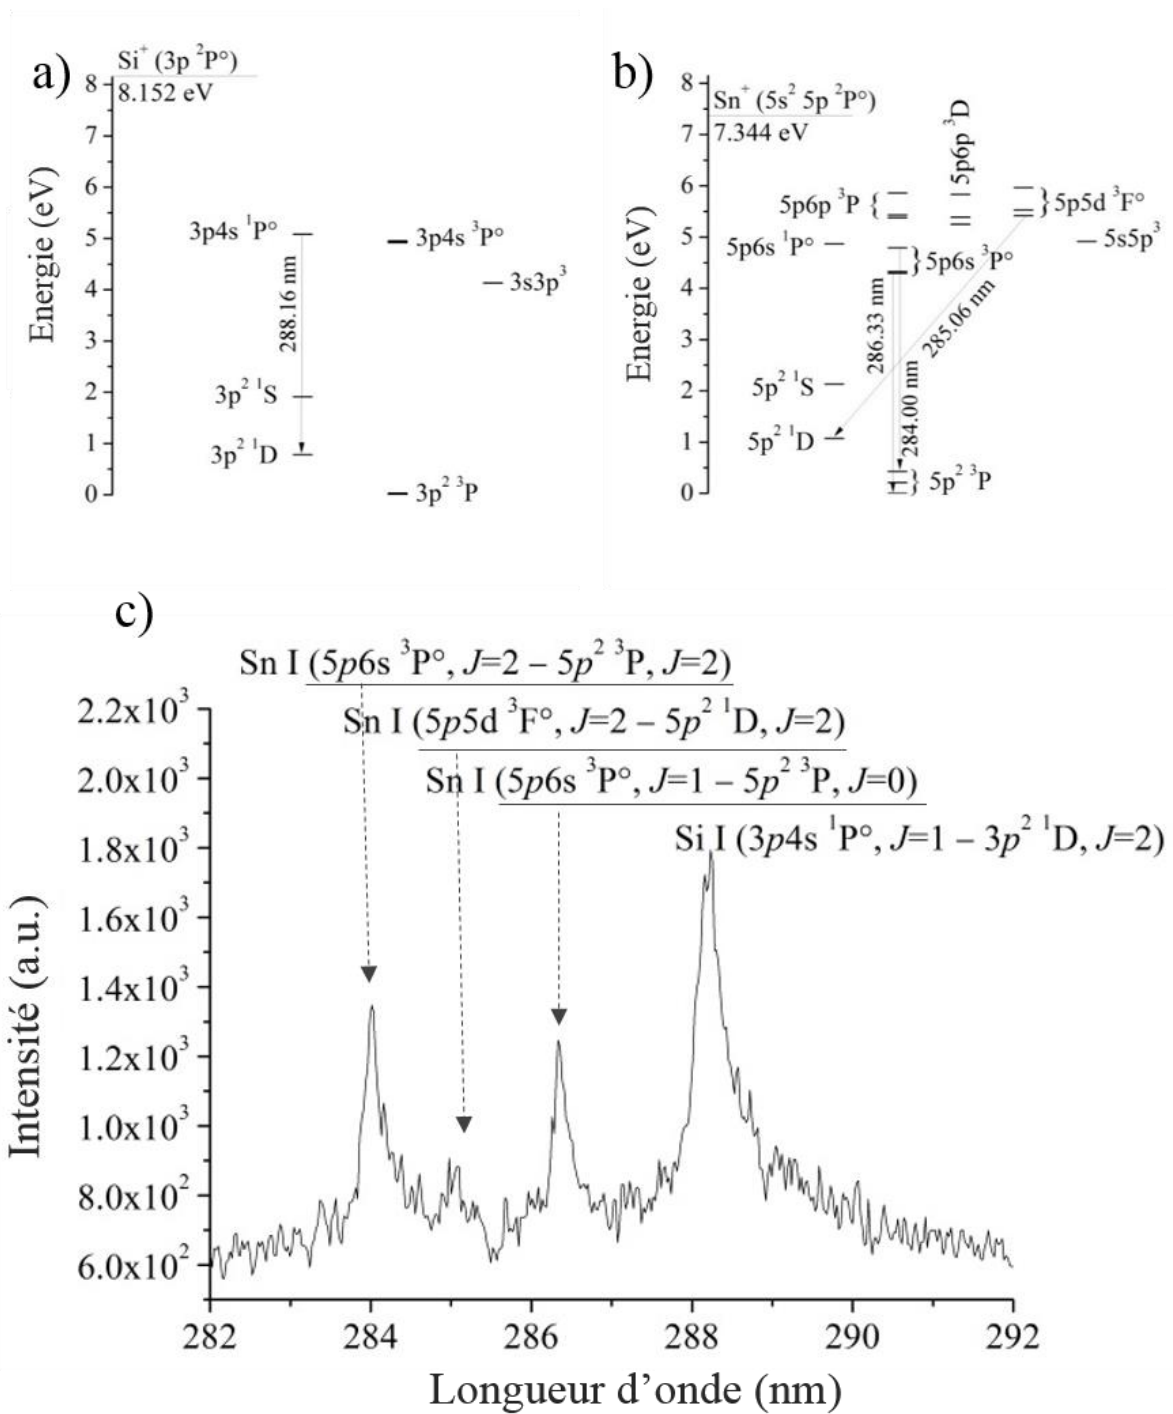 a)
Si⁺ (3p ²P°)
8.152 eV
8
7
6
5
4
3
2
1
0
Energie (eV)
3p4s ¹P°
3p4s ³P°
3s3p³
288.16 nm
3p² ¹S
3p² ¹D
3p² ³P
b)
Sn⁺ (5s² 5p ²P°)
7.344 eV
8
7
6
5
4
3
2
1
0
Energie (eV)
5p6p ³D
5p6p ³P {
} 5p5d ³F°
5p6s ¹P°
5s5p³
} 5p6s ³P°
286.33 nm
285.06 nm
284.00 nm
5p² ¹S
5p² ¹D
} 5p² ³P
c)
Sn I (5p6s ³P°, J=2 – 5p² ³P, J=2)
Sn I (5p5d ³F°, J=2 – 5p² ¹D, J=2)
Sn I (5p6s ³P°, J=1 – 5p² ³P, J=0)
Si I (3p4s ¹P°, J=1 – 3p² ¹D, J=2)
2.2x10³
2.0x10³
1.8x10³
1.6x10³
1.4x10³
1.2x10³
1.0x10³
8.0x10²
6.0x10²
Intensité (a.u.)
282 284 286 288 290 292
Longueur d’onde (nm)